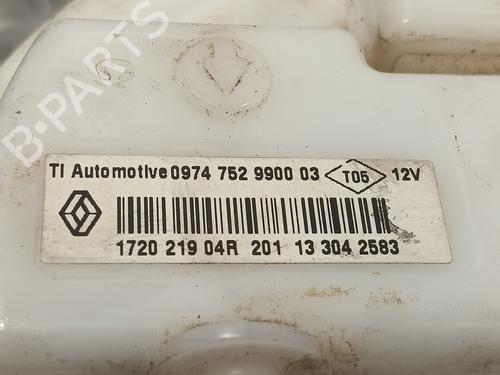 B-PARTS
TI Automotive 0974 752 9900 03 T05 12V
1720 219 04R 201 13 304 2583